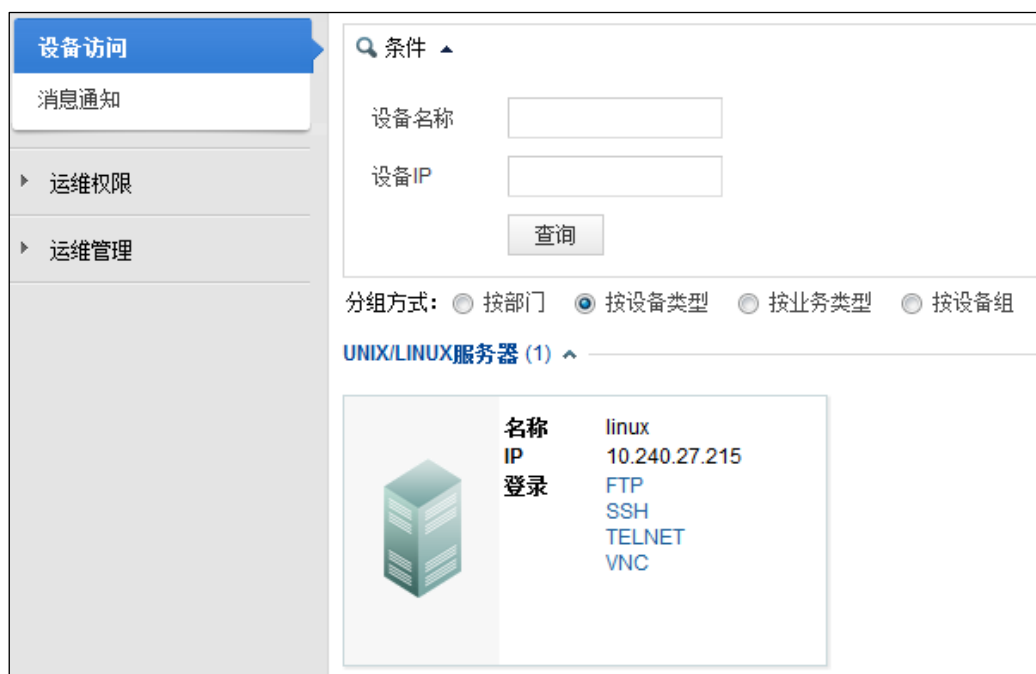 设备访问
消息通知
运维权限
运维管理
条件
设备名称
设备IP
查询
分组方式: 按部门 按设备类型 按业务类型 按设备组
UNIX/LINUX服务器 (1)
名称 linux
IP 10.240.27.215
登录 FTP
SSH
TELNET
VNC